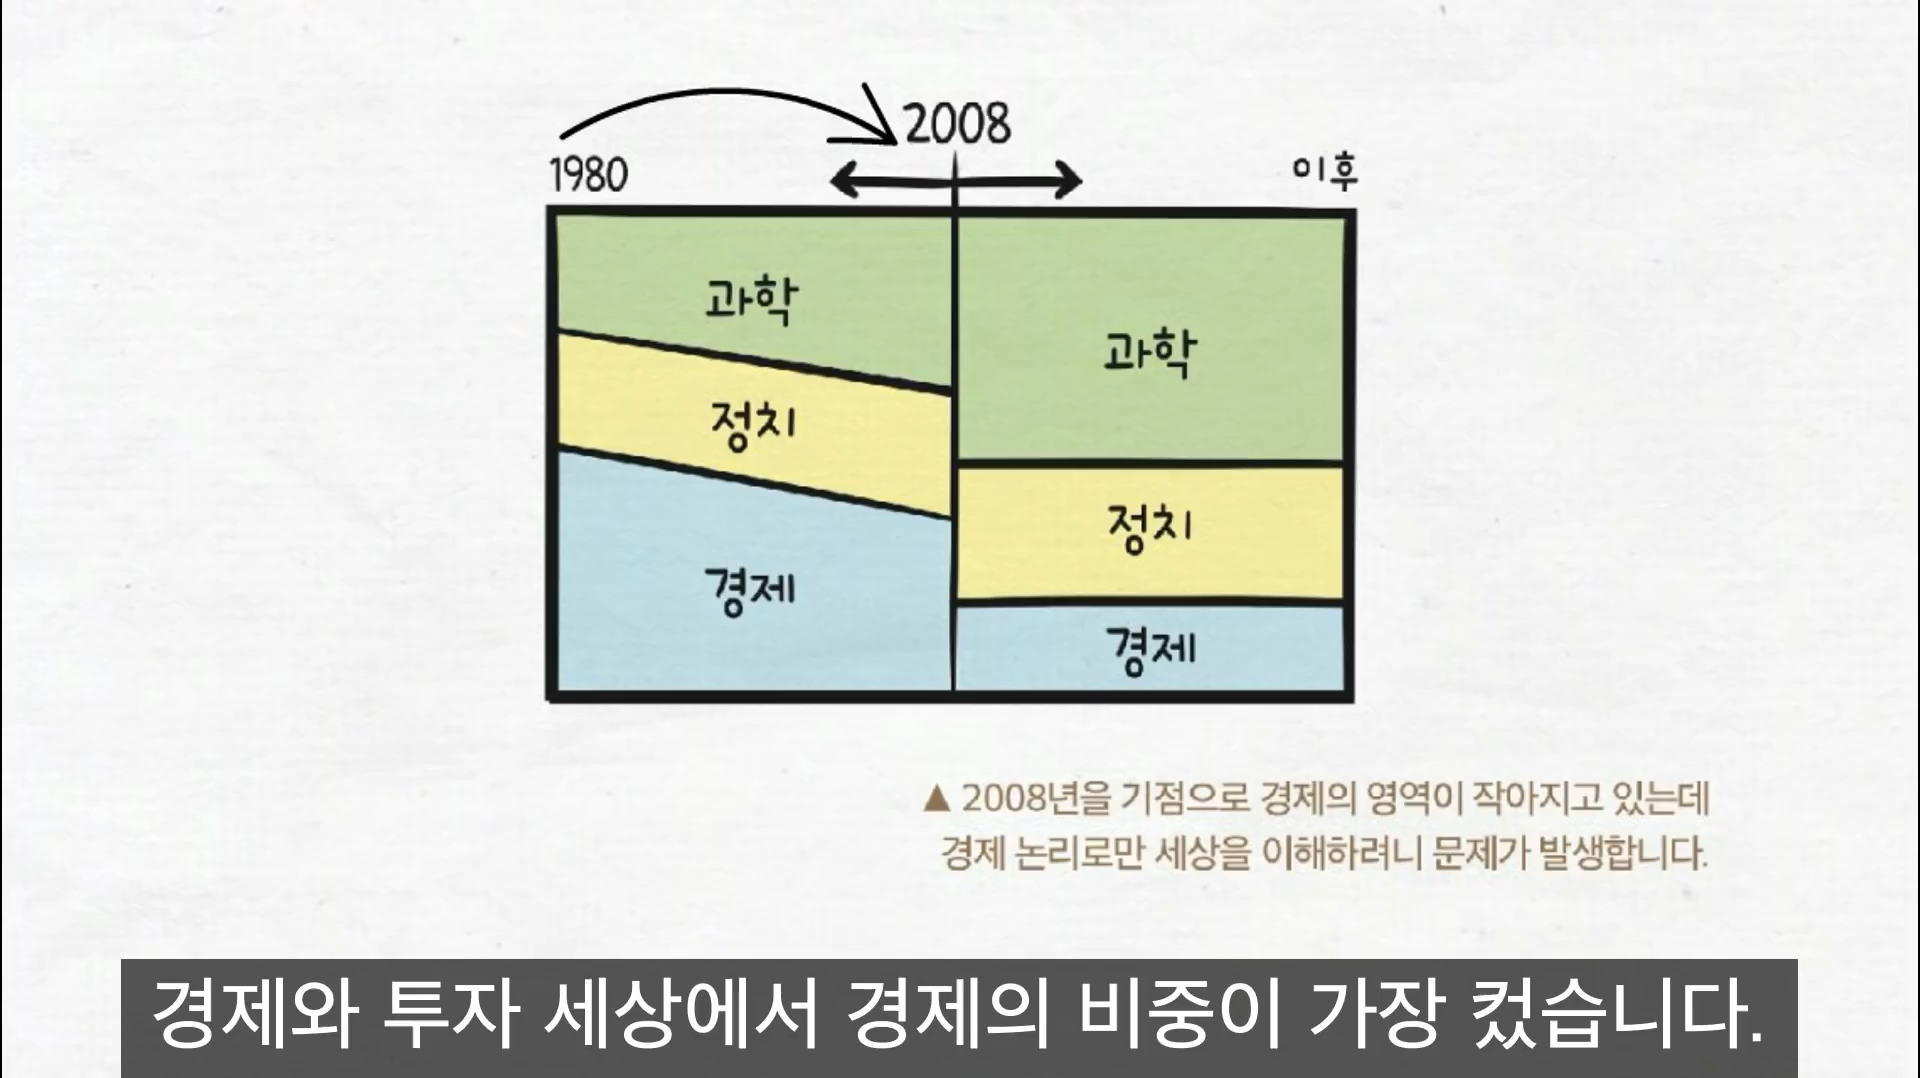 2008
1980
이후
과학
정치
경제
과학
정치
경제
▲ 2008년을 기점으로 경제의 영역이 작아지고 있는데
경제 논리로만 세상을 이해하려니 문제가 발생합니다.
경제와 투자 세상에서 경제의 비중이 가장 컸습니다.